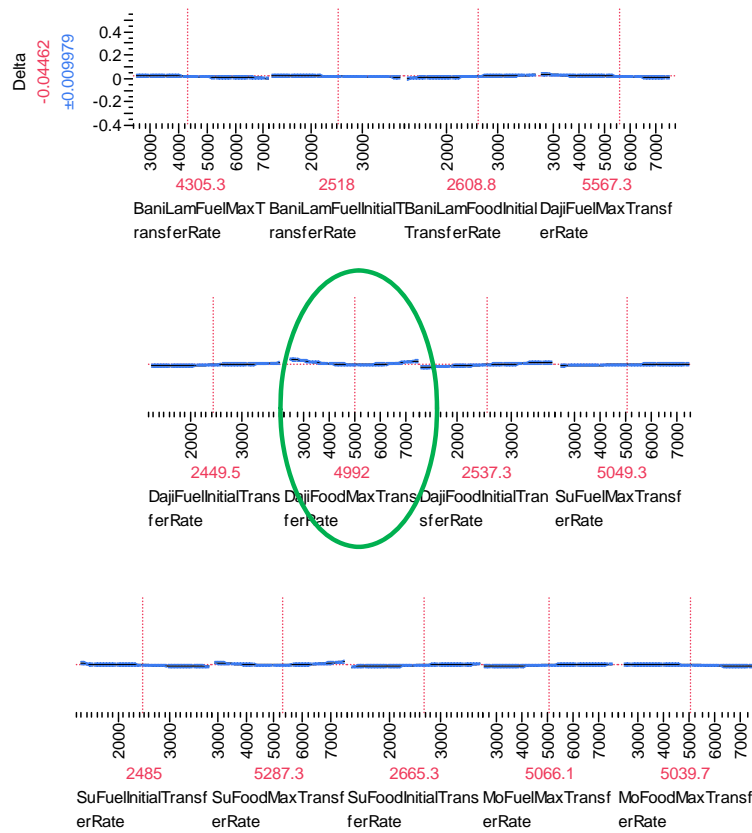 Delta
-0.04462
±0.009979
0.4
0.2
0
-0.2
-0.4
3000 4000 5000 6000 7000 2000 3000 2000 3000 3000 4000 5000 6000 7000
4305.3 2518 2608.8 5567.3
BaniLamFuelMaxT BaniLamFuelInitialT BaniLamFoodInitial DajiFuelMaxTransf
ransferRate ransferRate TransferRate erRate
2000 3000 3000 4000 5000 6000 7000 2000 3000 3000 4000 5000 6000 7000
2449.5 4992 2537.3 5049.3
DajiFuelInitialTrans DajiFoodMaxTrans DajiFoodInitialTran SuFuelMaxTransf
ferRate ferRate sferRate erRate
2000 3000 3000 4000 5000 6000 7000 2000 3000 3000 4000 5000 6000 7000 3000 4000 5000 6000 7000
2485 5287.3 2665.3 5066.1 5039.7
SuFuelInitialTransf SuFoodMaxTransf SuFoodInitialTrans MoFuelMaxTransf MoFoodMaxTransf
erRate erRate ferRate erRate erRate